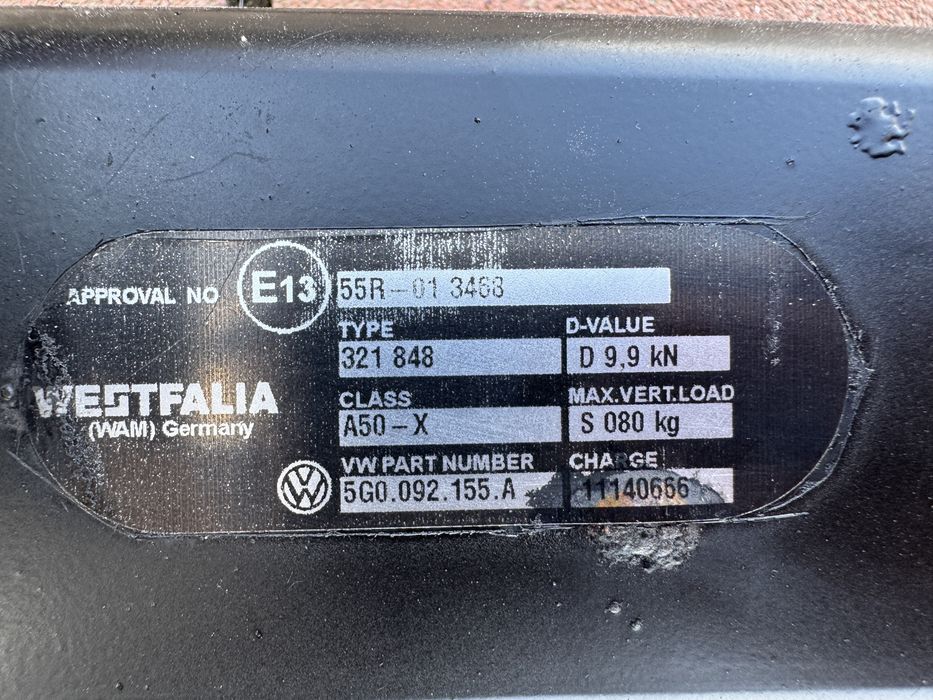 APPROVAL NO E13 55R-01 3468
TYPE D-VALUE
321 848 D 9,9 kN
WESTFALIA
(WAM) Germany
CLASS MAX.VERT.LOAD
A50-X S 080 kg
VW PART NUMBER CHARGE
5G0.092.155.A 11140666